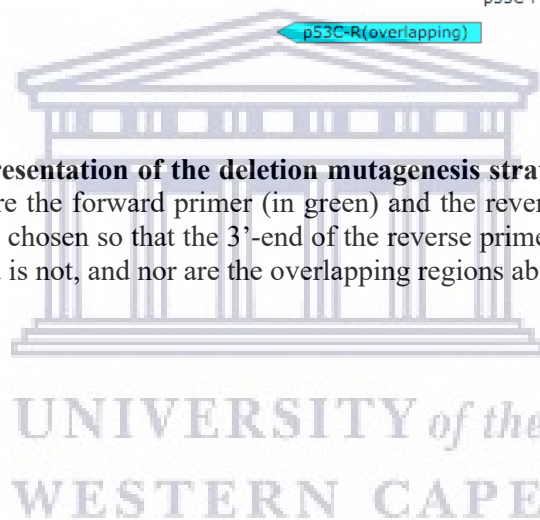 p53C-R(overlapping)
resentation of the deletion mutagenesis strat
re the forward primer (in green) and the rever
chosen so that the 3’-end of the reverse prime
is not, and nor are the overlapping regions ab
UNIVERSITY of the
WESTERN CAPE